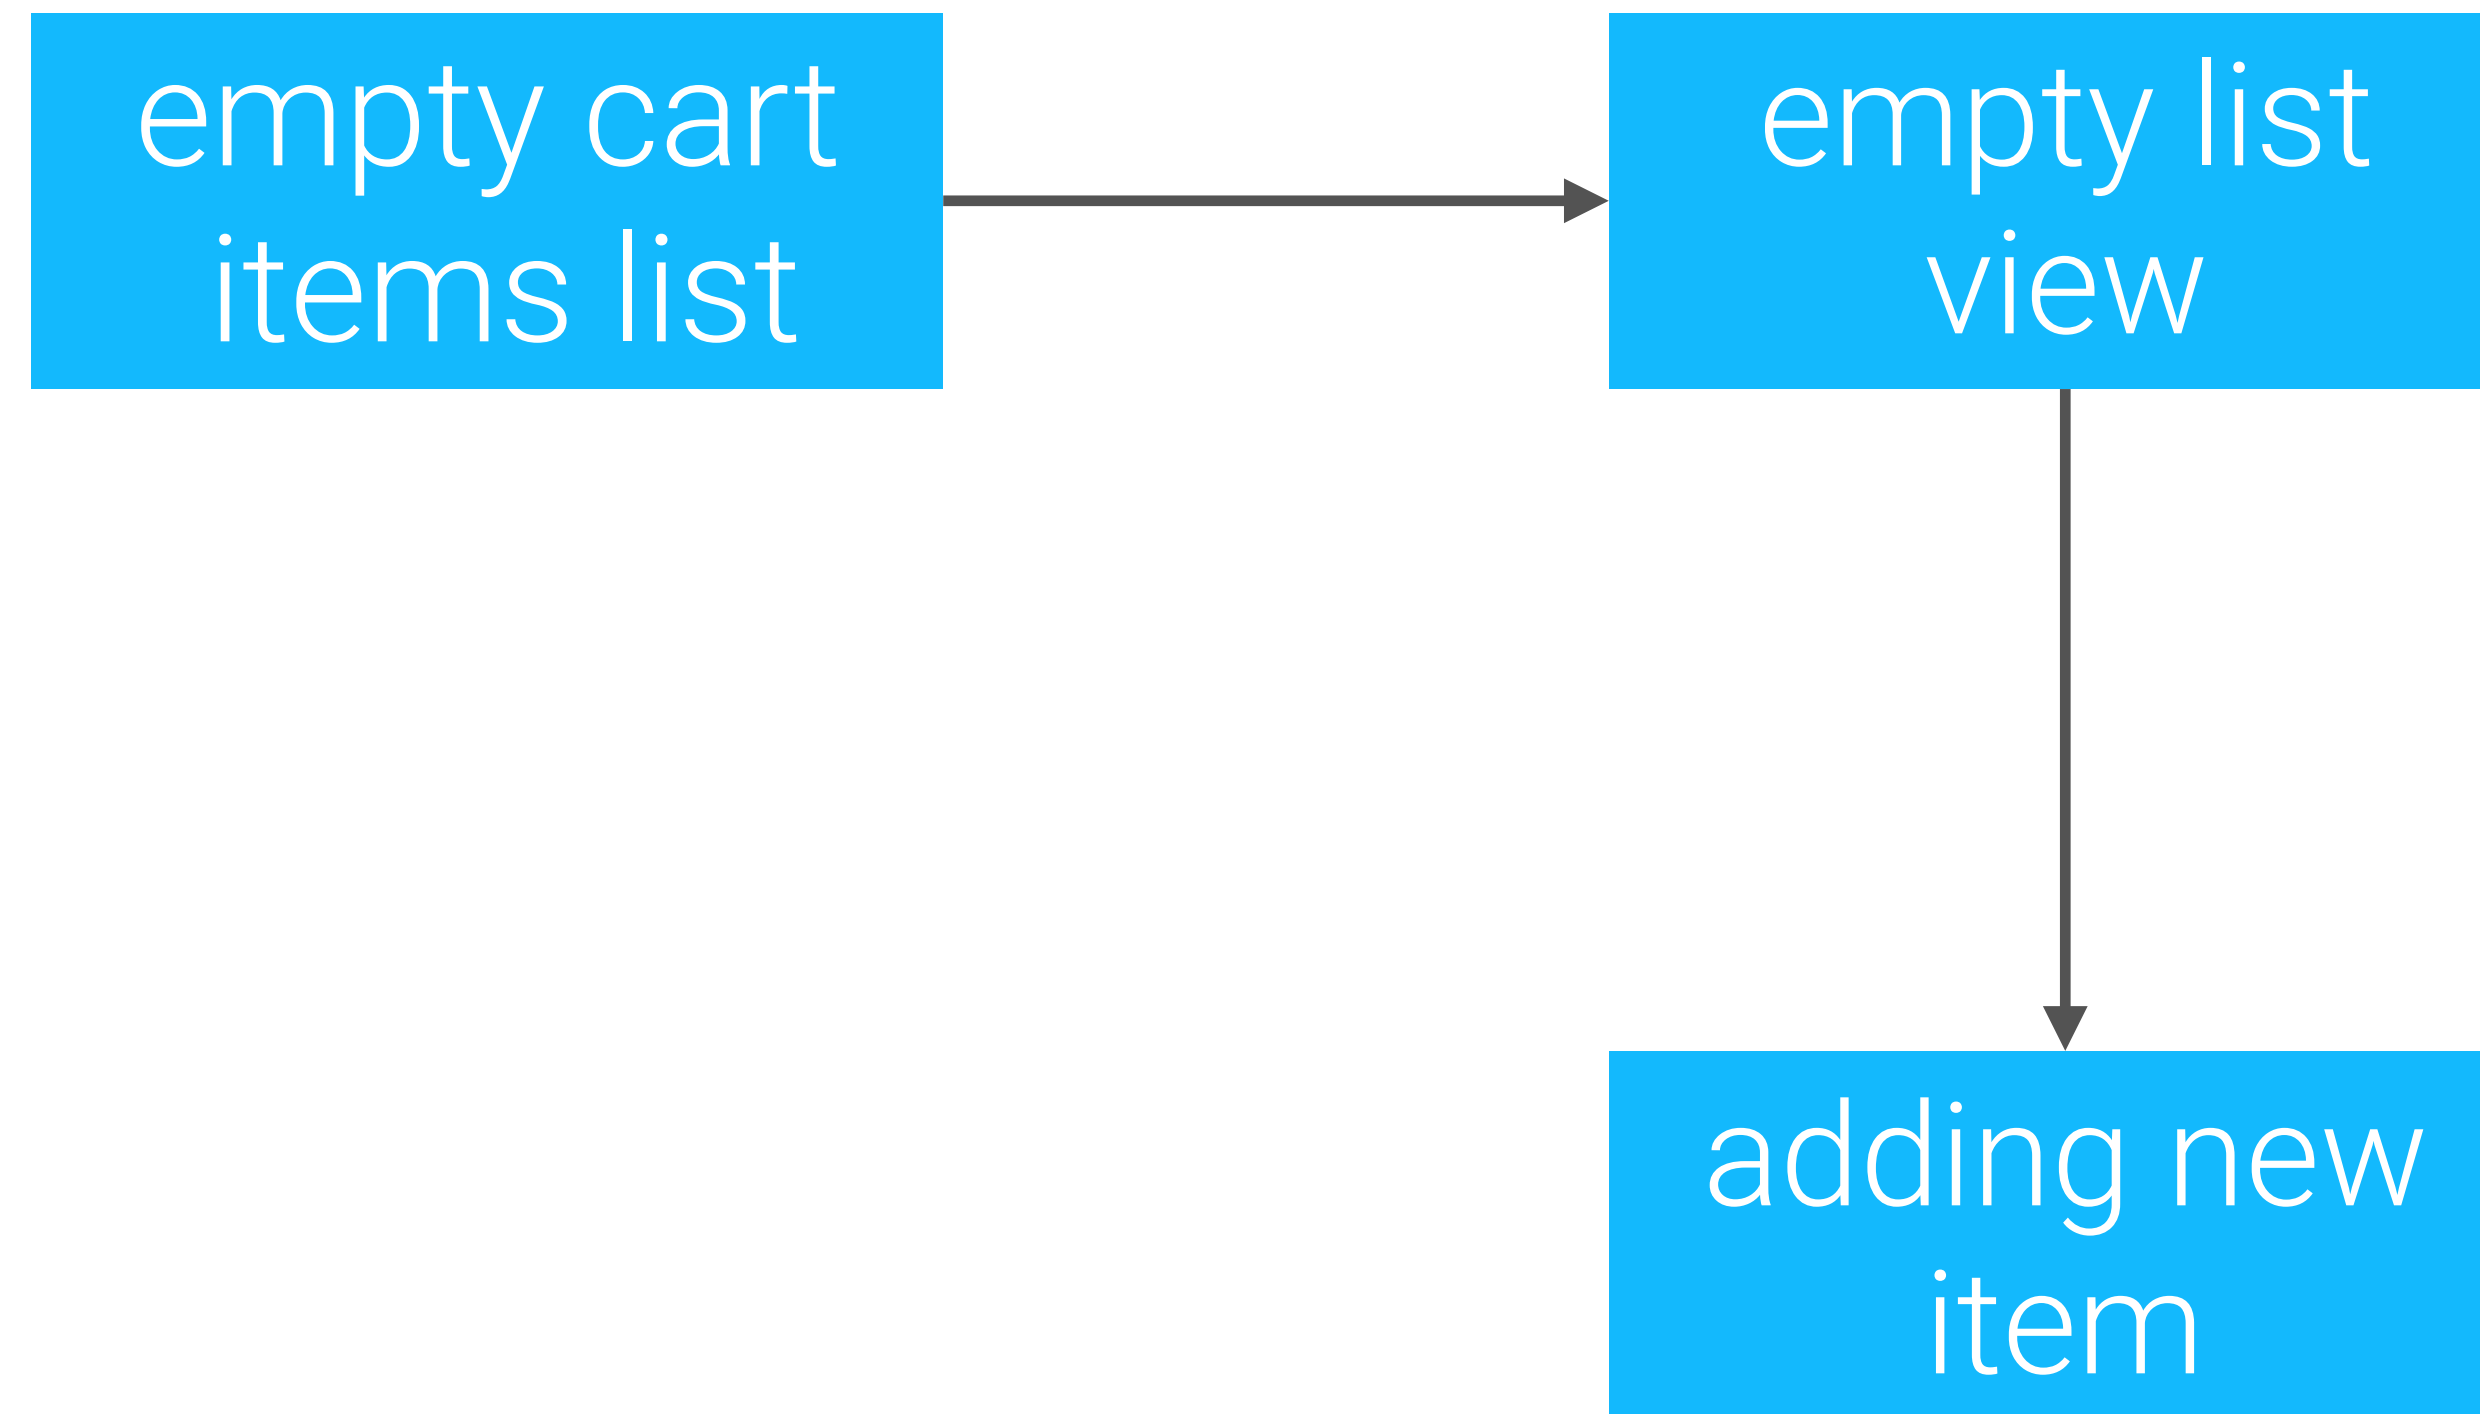 empty cart
items list
empty list
view
adding new
item